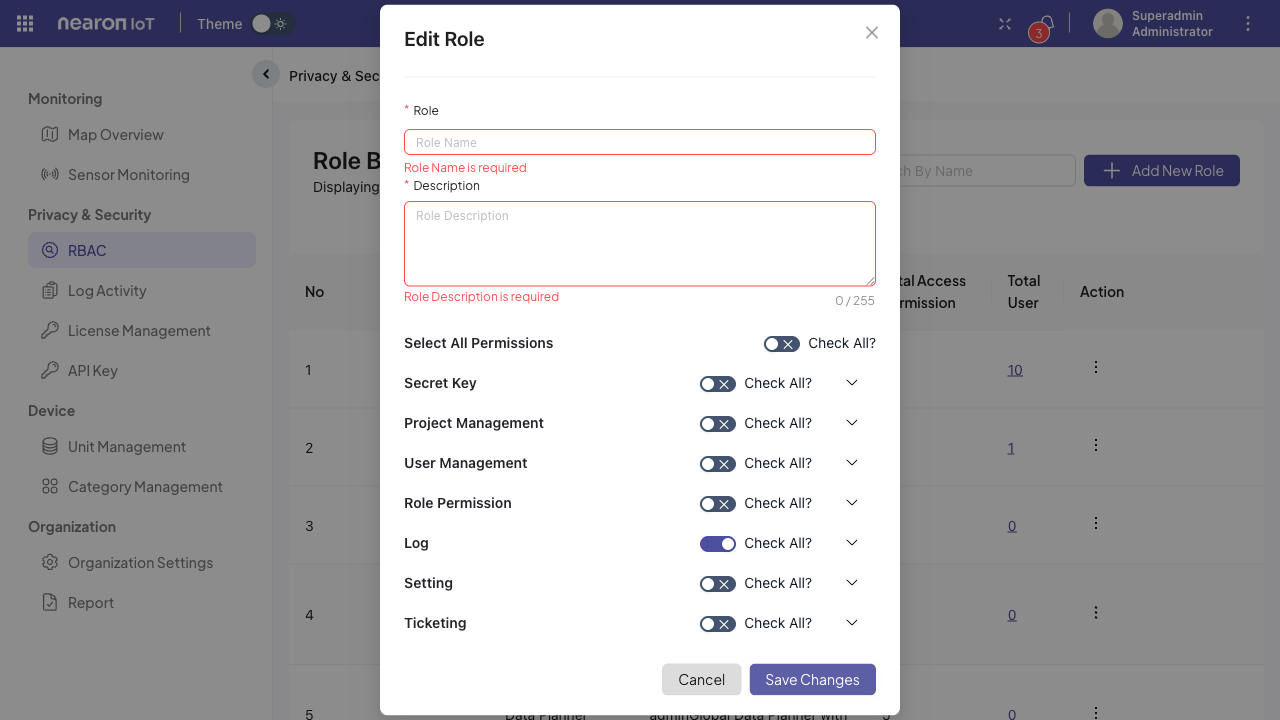 nearon IoT
Theme
3
Superadmin
Administrator
Edit Role
Privacy & Sec
Monitoring
Map Overview
Sensor Monitoring
Privacy & Security
RBAC
Log Activity
License Management
API Key
Device
Unit Management
Category Management
Organization
Organization Settings
Report
Role B
Displaying
ch By Name
Add New Role
* Role
Role Name
Role Name is required
* Description
Role Description
Role Description is required
0 / 255
Select All Permissions Check All?
Secret Key Check All?
Project Management Check All?
User Management Check All?
Role Permission Check All?
Log Check All?
Setting Check All?
Ticketing Check All?
Cancel
Save Changes
No
tal Access
rmission
Total
User
Action
1 10
2 1
3 0
4 0
5 Data Planner adminGlobal Data Planner with 5 0